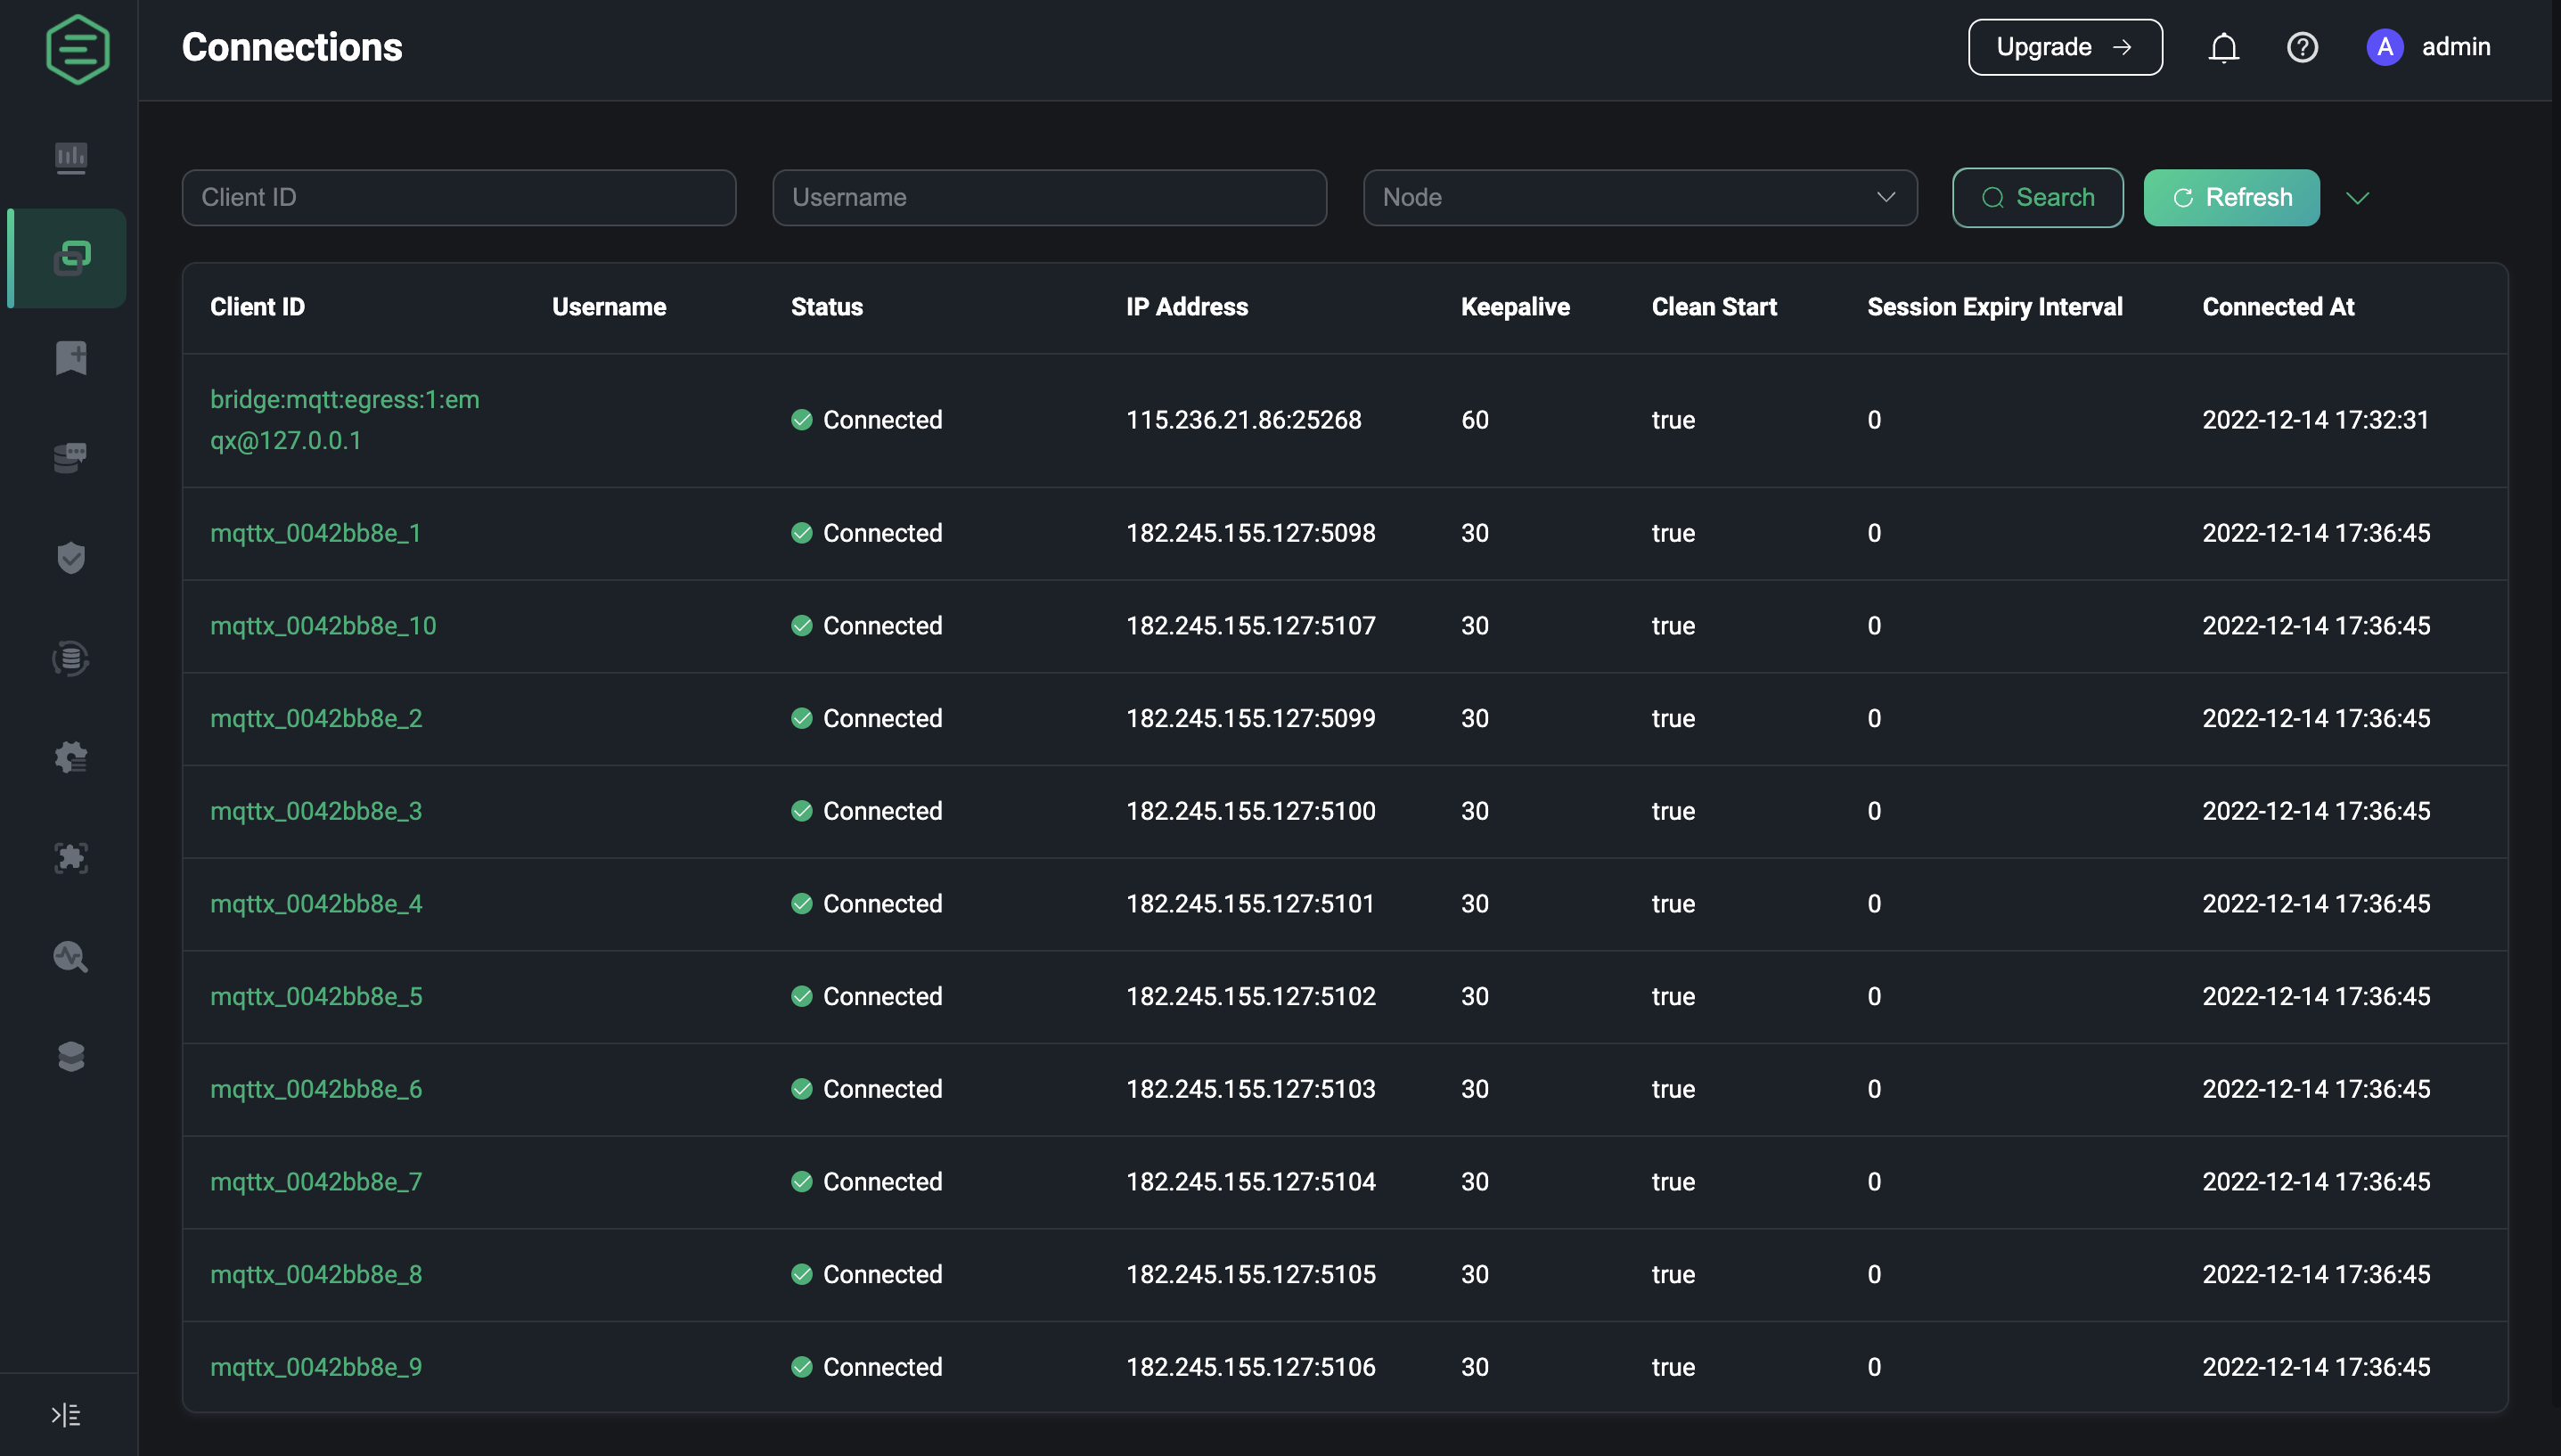 Connections
Upgrade
A admin
Client ID Username Node Search Refresh
Client ID Username Status IP Address Keepalive Clean Start Session Expiry Interval Connected At
bridge:mqtt:egress:1:em
qx@127.0.0.1 Connected 115.236.21.86:25268 60 true 0 2022-12-14 17:32:31
mqttx_0042bb8e_1 Connected 182.245.155.127:5098 30 true 0 2022-12-14 17:36:45
mqttx_0042bb8e_10 Connected 182.245.155.127:5107 30 true 0 2022-12-14 17:36:45
mqttx_0042bb8e_2 Connected 182.245.155.127:5099 30 true 0 2022-12-14 17:36:45
mqttx_0042bb8e_3 Connected 182.245.155.127:5100 30 true 0 2022-12-14 17:36:45
mqttx_0042bb8e_4 Connected 182.245.155.127:5101 30 true 0 2022-12-14 17:36:45
mqttx_0042bb8e_5 Connected 182.245.155.127:5102 30 true 0 2022-12-14 17:36:45
mqttx_0042bb8e_6 Connected 182.245.155.127:5103 30 true 0 2022-12-14 17:36:45
mqttx_0042bb8e_7 Connected 182.245.155.127:5104 30 true 0 2022-12-14 17:36:45
mqttx_0042bb8e_8 Connected 182.245.155.127:5105 30 true 0 2022-12-14 17:36:45
mqttx_0042bb8e_9 Connected 182.245.155.127:5106 30 true 0 2022-12-14 17:36:45